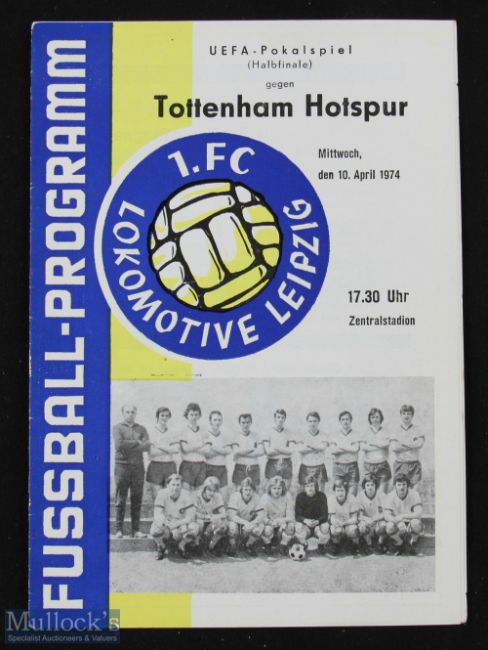 FUSSBALL-PROGRAMM
UEFA-Pokalspiel
(Halbfinale)
gegen
Tottenham Hotspur
Mittwoch,
den 10. April 1974
1.FC
LOKOMOTIVE LEIPZIG
17.30 Uhr
Zentralstadion
Mullock's
Specialist Auctioneers & Valuers